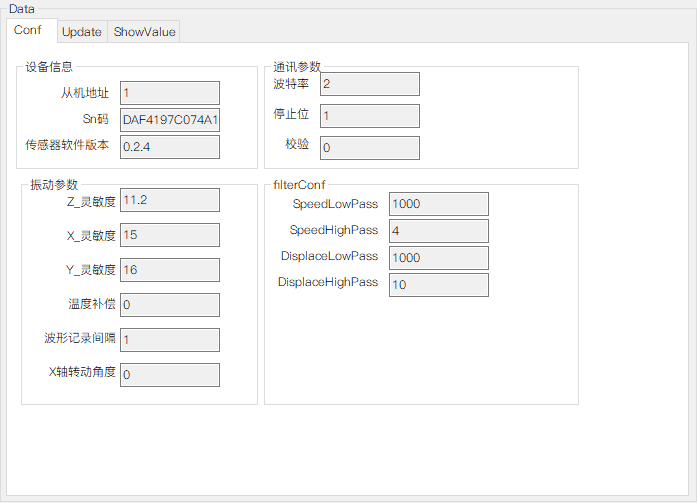 Data
Conf
Update
ShowValue
设备信息
从机地址
1
Sn码
DAF4197C074A1
传感器软件版本
0.2.4
通讯参数
波特率
2
停止位
1
校验
0
振动参数
Z_灵敏度
11.2
X_灵敏度
15
Y_灵敏度
16
温度补偿
0
波形记录间隔
1
X轴转动角度
0
filterConf
SpeedLowPass
1000
SpeedHighPass
4
DisplaceLowPass
1000
DisplaceHighPass
10